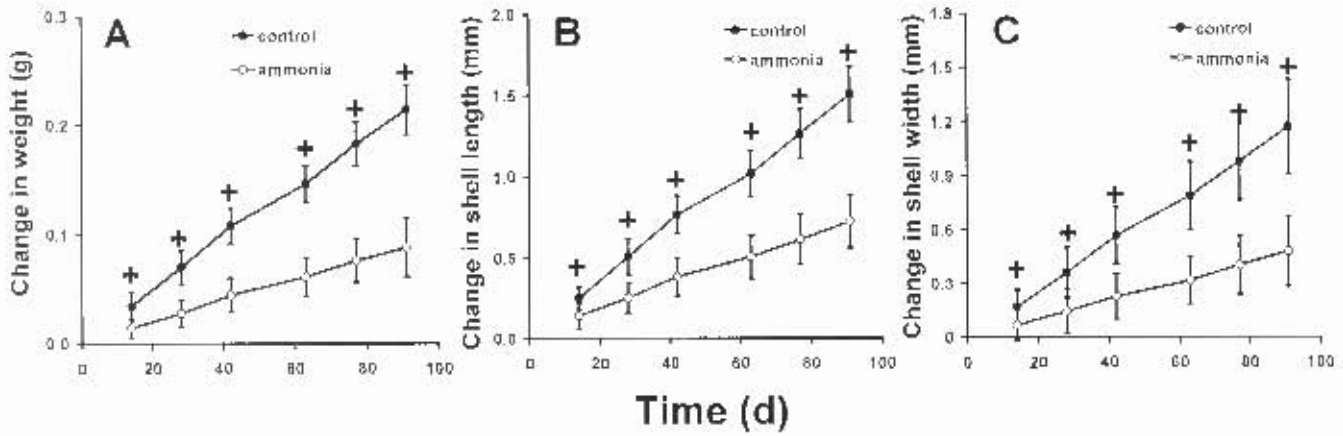 A
control
ammonia
Change in weight (g)
0.3
0.2
0.1
0.0
0 20 40 60 80 100
B
control
ammonia
Change in shell length (mm)
2.0
1.5
1.0
0.5
0.0
0 20 40 60 80 100
C
control
ammonia
Change in shell width (mm)
1.8
1.5
1.2
0.9
0.6
0.3
0
0 20 40 60 80 100
Time (d)